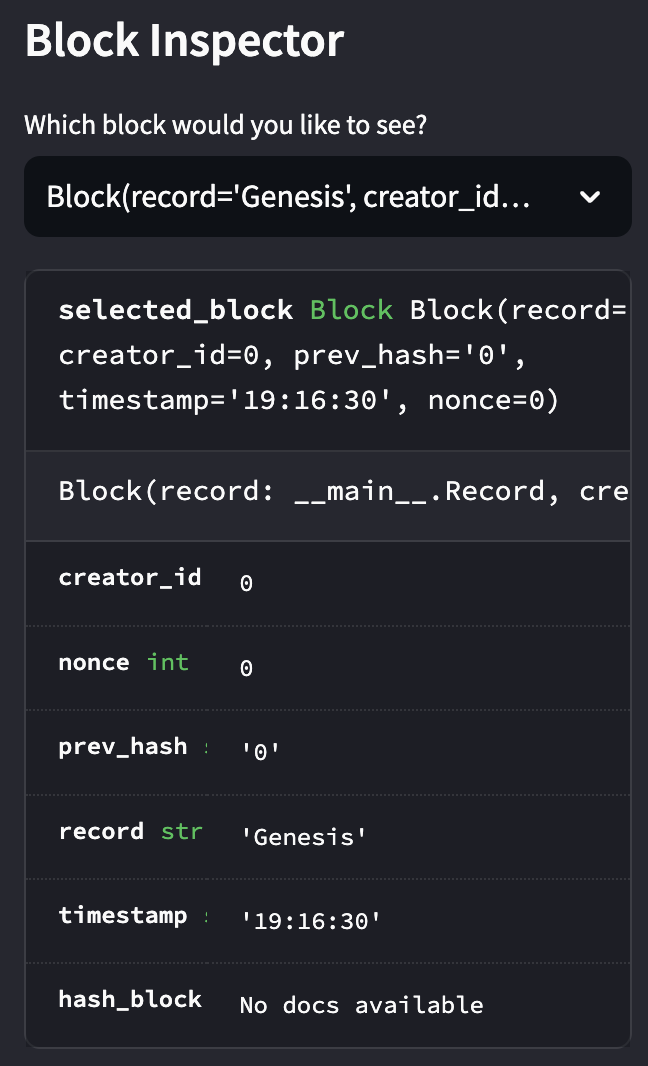 Block Inspector
Which block would you like to see?
Block(record='Genesis', creator_id…
selected_block Block Block(record=
creator_id=0, prev_hash='0',
timestamp='19:16:30', nonce=0)
Block(record: __main__.Record, cre
creator_id 0
nonce int 0
prev_hash '0'
record str 'Genesis'
timestamp '19:16:30'
hash_block No docs available